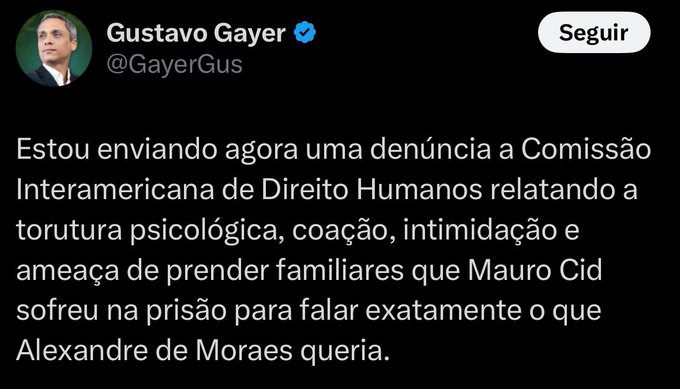 Gustavo Gayer
@GayerGus
Seguir
Estou enviando agora uma denúncia a Comissão
Interamericana de Direito Humanos relatando a
torutura psicológica, coação, intimidação e
ameaça de prender familiares que Mauro Cid
sofreu na prisão para falar exatamente o que
Alexandre de Moraes queria.